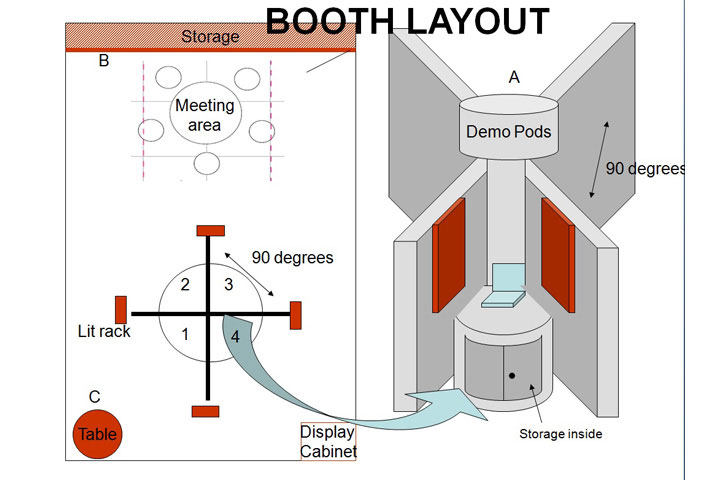 BOOTH LAYOUT
Storage
B
Meeting
area
90 degrees
2
3
1
4
Lit rack
C
Table
Display
Cabinet
A
Demo Pods
90 degrees
Storage inside